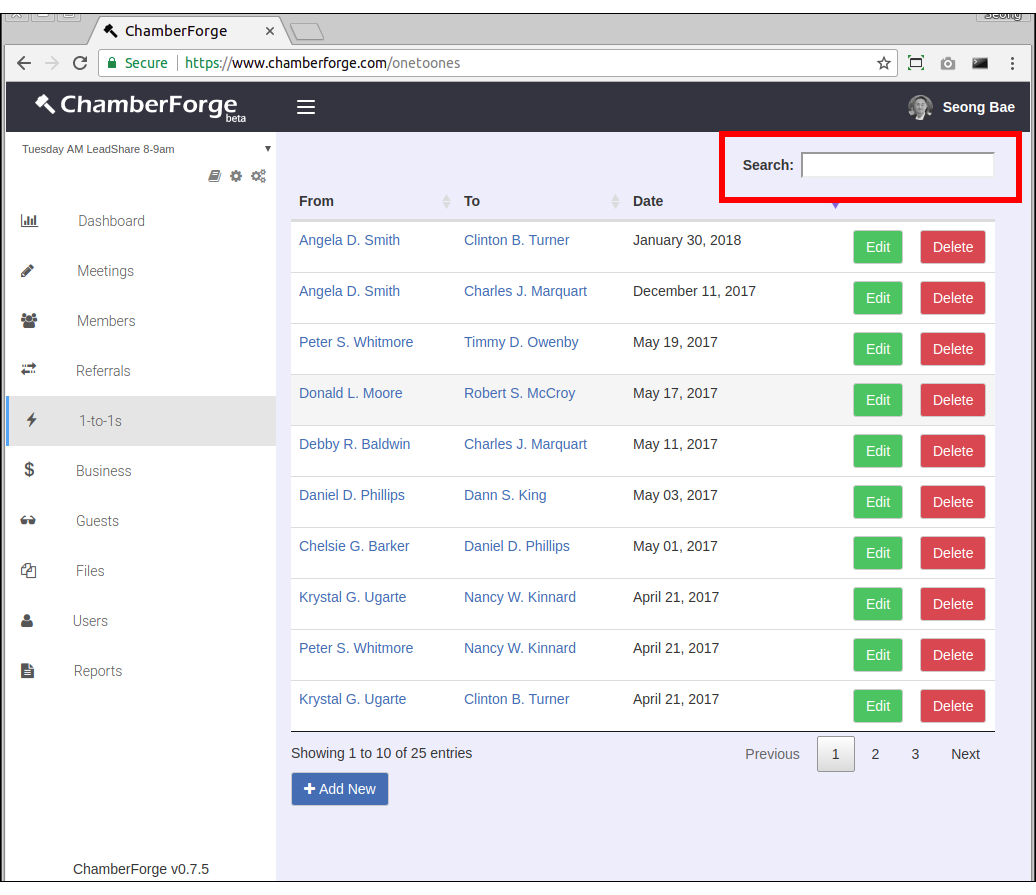 Seong
ChamberForge
Secure https://www.chamberforge.com/onetoones
ChamberForge beta
Seong Bae
Tuesday AM LeadShare 8-9am
Search:
From To Date
Dashboard
Angela D. Smith Clinton B. Turner January 30, 2018 Edit Delete
Meetings
Angela D. Smith Charles J. Marquart December 11, 2017 Edit Delete
Members
Peter S. Whitmore Timmy D. Owenby May 19, 2017 Edit Delete
Referrals
Donald L. Moore Robert S. McCroy May 17, 2017 Edit Delete
1-to-1s
Debby R. Baldwin Charles J. Marquart May 11, 2017 Edit Delete
Business
Daniel D. Phillips Dann S. King May 03, 2017 Edit Delete
Guests
Chelsie G. Barker Daniel D. Phillips May 01, 2017 Edit Delete
Files
Krystal G. Ugarte Nancy W. Kinnard April 21, 2017 Edit Delete
Users
Peter S. Whitmore Nancy W. Kinnard April 21, 2017 Edit Delete
Reports
Krystal G. Ugarte Clinton B. Turner April 21, 2017 Edit Delete
Showing 1 to 10 of 25 entries
Previous 1 2 3 Next
Add New
ChamberForge v0.7.5